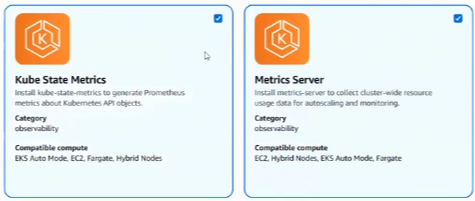 Kube State Metrics
Install kube-state-metrics to generate Prometheus
metrics about Kubernetes API objects.
Category
observability
Compatible compute
EKS Auto Mode, EC2, Fargate, Hybrid Nodes
Metrics Server
Install metrics-server to collect cluster-wide resource
usage data for autoscaling and monitoring.
Category
observability
Compatible compute
EC2, Hybrid Nodes, EKS Auto Mode, Fargate